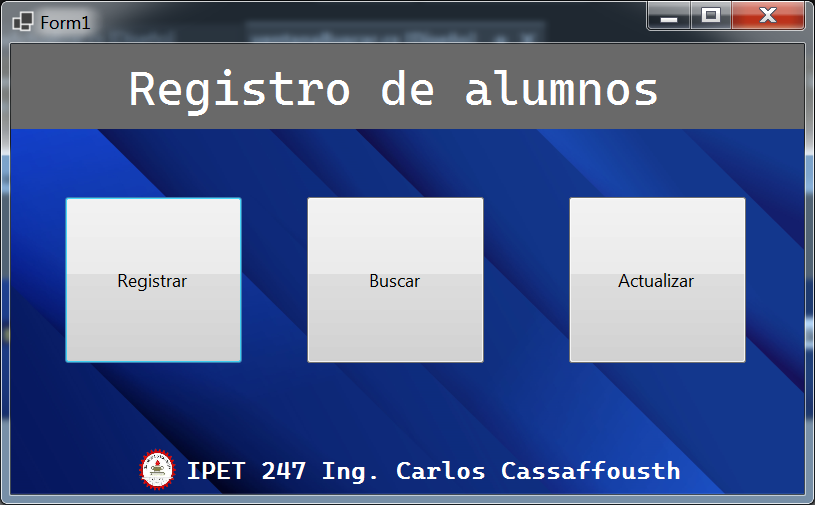 Form1
Registro de alumnos
Registrar
Buscar
Actualizar
IPET 247 Ing. Carlos Cassaffousth